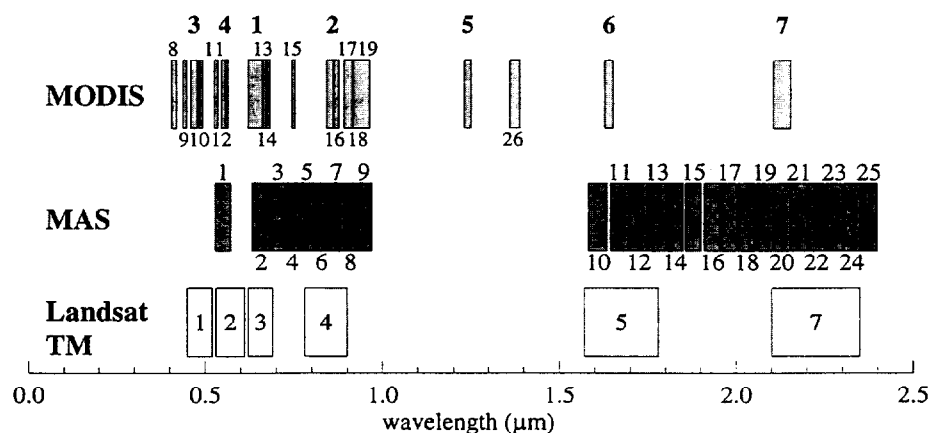 3 4 1 2 5 6 7
8 11 13 15 17 19
MODIS
9 10 12 14 16 18 26
1 3 5 7 9 11 13 15 17 19 21 23 25
MAS
2 4 6 8 10 12 14 16 18 20 22 24
Landsat
TM
1 2 3 4 5 7
0.0 0.5 1.0 1.5 2.0 2.5
wavelength (μm)